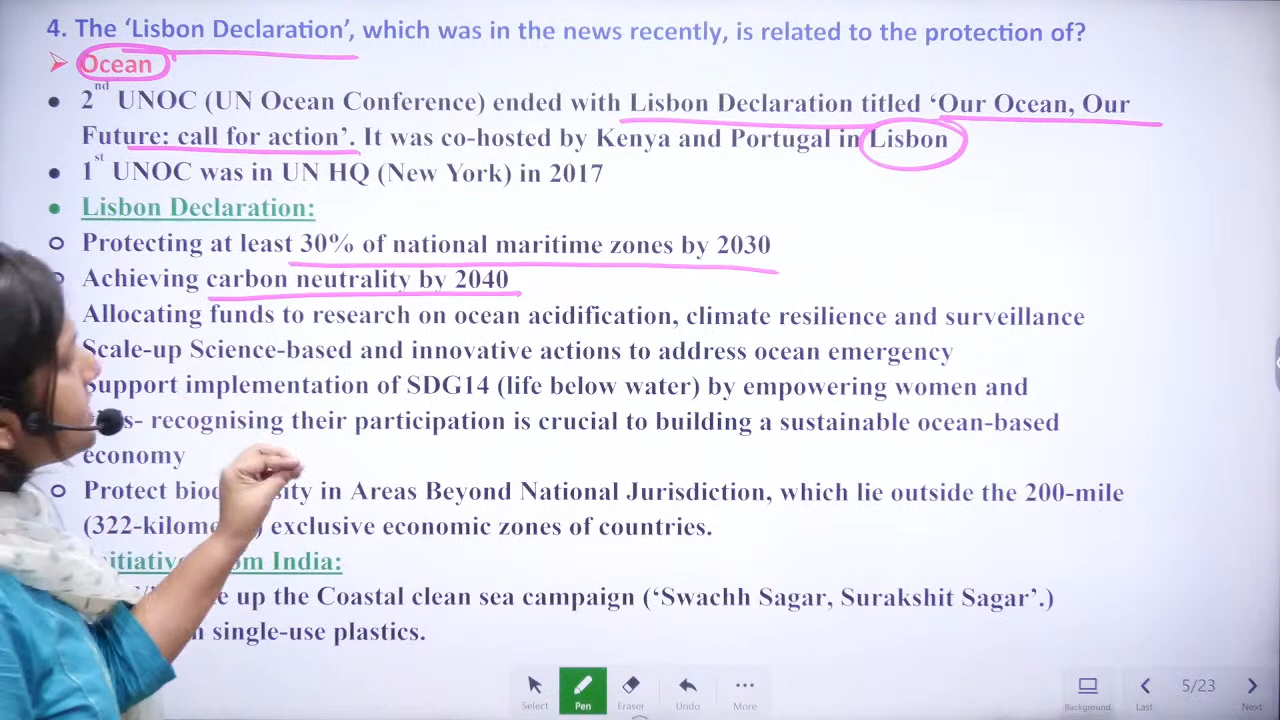 4. The ‘Lisbon Declaration’, which was in the news recently, is related to the protection of?
➢ Ocean
● 2nd UNOC (UN Ocean Conference) ended with Lisbon Declaration titled ‘Our Ocean, Our
Future: call for action’. It was co-hosted by Kenya and Portugal in Lisbon
● 1st UNOC was in UN HQ (New York) in 2017
● Lisbon Declaration:
o Protecting at least 30% of national maritime zones by 2030
o Achieving carbon neutrality by 2040
Allocating funds to research on ocean acidification, climate resilience and surveillance
Scale-up Science-based and innovative actions to address ocean emergency
Support implementation of SDG14 (life below water) by empowering women and
recognising their participation is crucial to building a sustainable ocean-based
economy
o Protect in Areas Beyond National Jurisdiction, which lie outside the 200-mile
exclusive economic zones of countries.
India:
up the Coastal clean sea campaign (‘Swachh Sagar, Surakshit Sagar’.)
single-use plastics.
Select Pen Eraser Undo More Background Last 5/23 Next